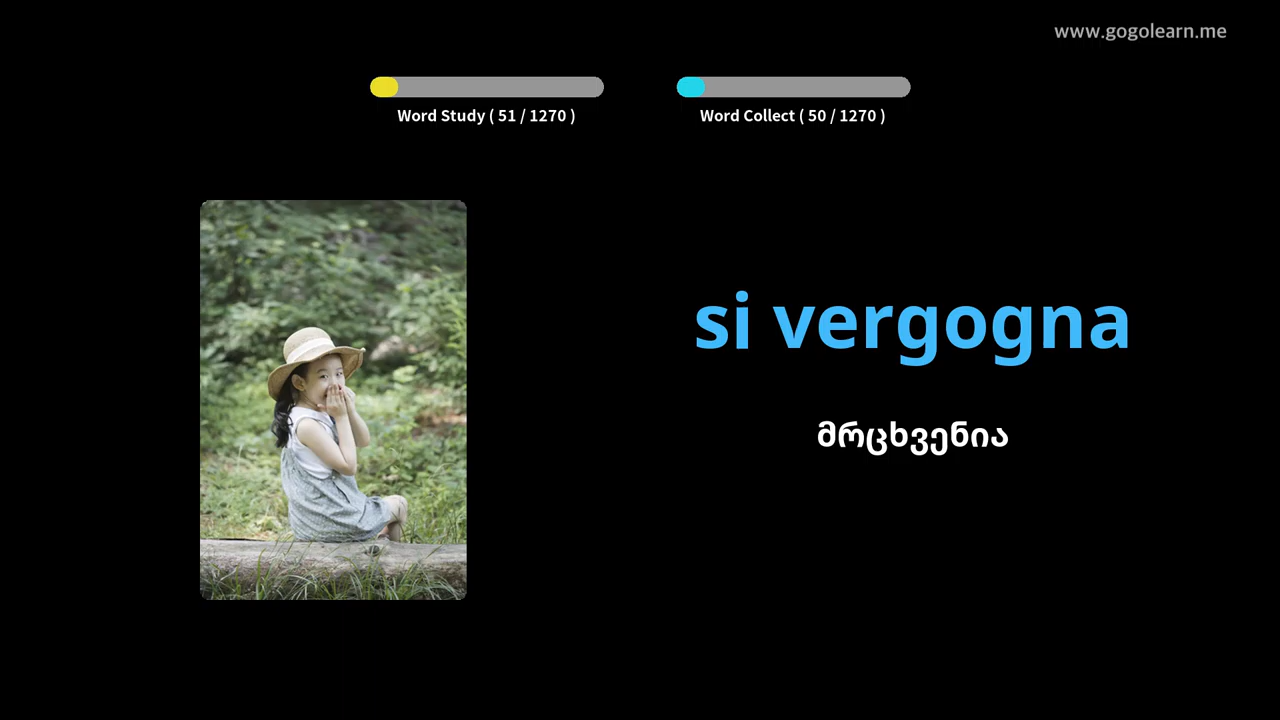 www.gogolearn.me
Word Study ( 51 / 1270 )
Word Collect ( 50 / 1270 )
si vergogna
მრცხვენია